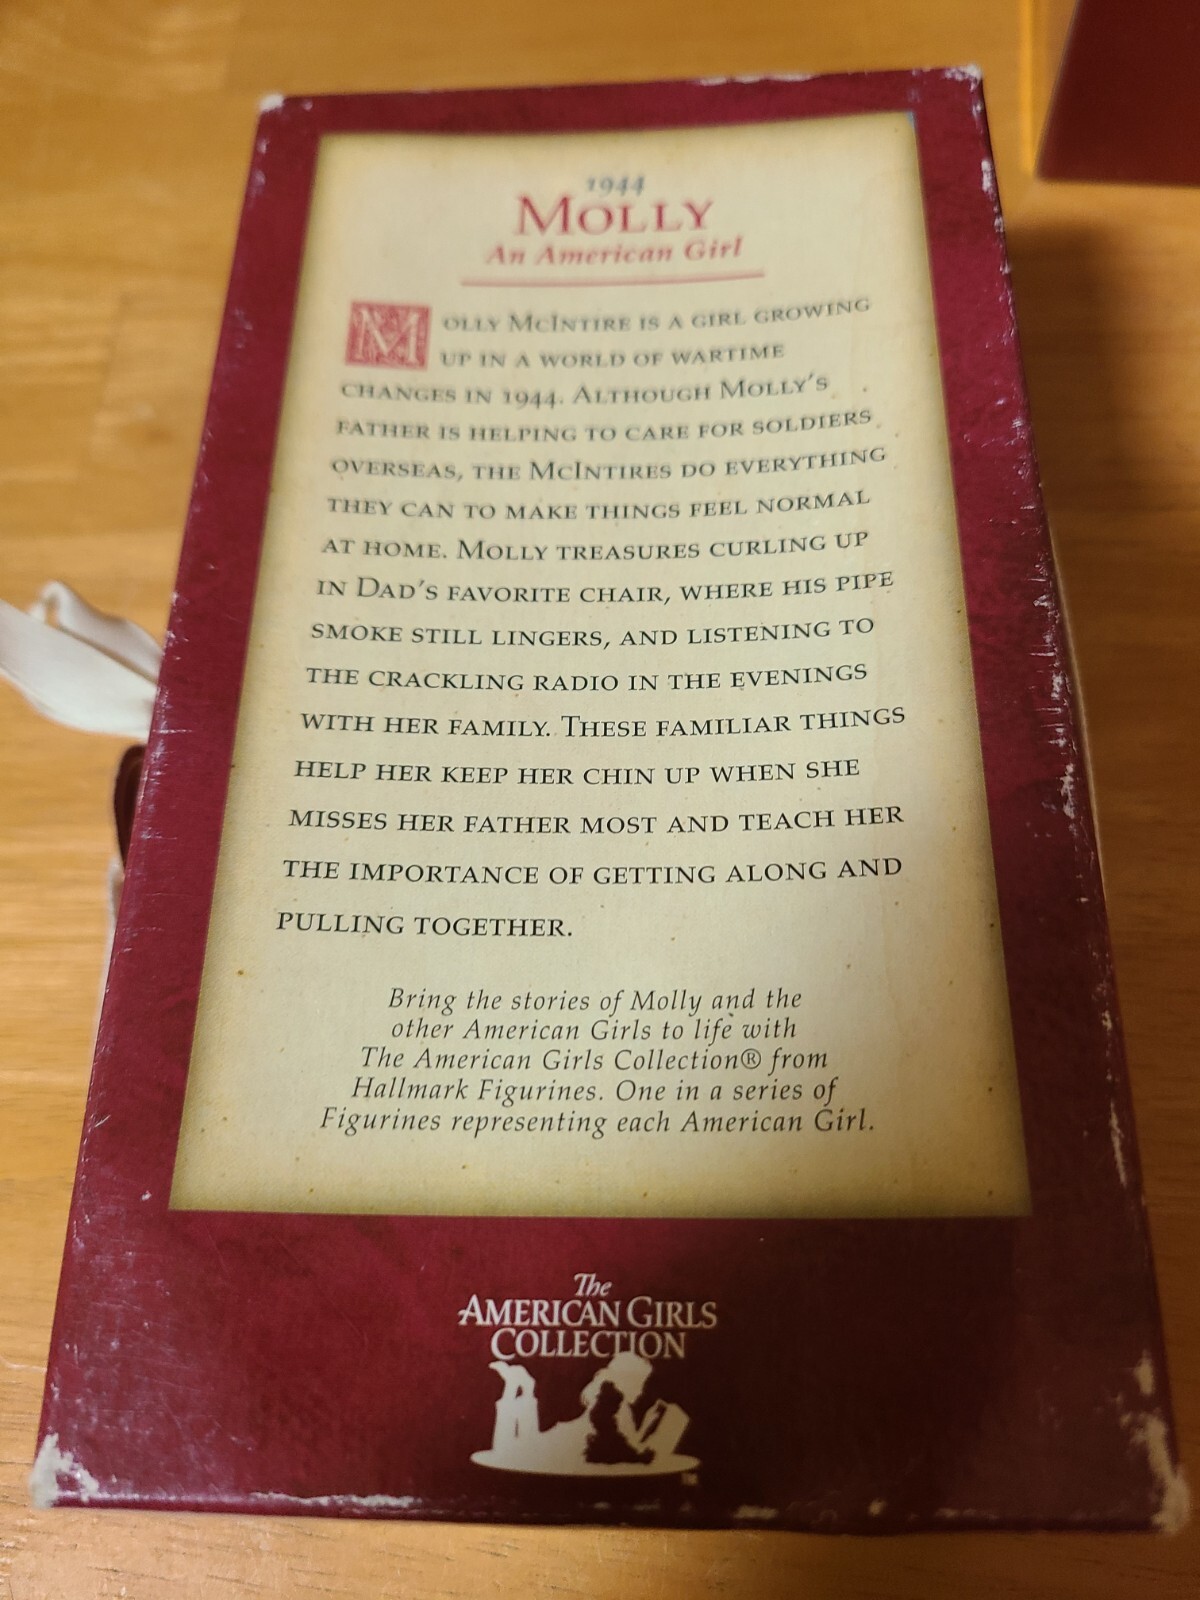 1944
MOLLY
An American Girl
MOLLY MCINTIRE IS A GIRL GROWING
UP IN A WORLD OF WARTIME
CHANGES IN 1944. ALTHOUGH MOLLY'S
FATHER IS HELPING TO CARE FOR SOLDIERS
OVERSEAS, THE MCINTIRES DO EVERYTHING
THEY CAN TO MAKE THINGS FEEL NORMAL
AT HOME. MOLLY TREASURES CURLING UP
IN DAD'S FAVORITE CHAIR, WHERE HIS PIPE
SMOKE STILL LINGERS, AND LISTENING TO
THE CRACKLING RADIO IN THE EVENINGS
WITH HER FAMILY. THESE FAMILIAR THINGS
HELP HER KEEP HER CHIN UP WHEN SHE
MISSES HER FATHER MOST AND TEACH HER
THE IMPORTANCE OF GETTING ALONG AND
PULLING TOGETHER.
Bring the stories of Molly and the
other American Girls to life with
The American Girls Collection® from
Hallmark Figurines. One in a series of
Figurines representing each American Girl.
The
AMERICAN GIRLS
COLLECTION
TM